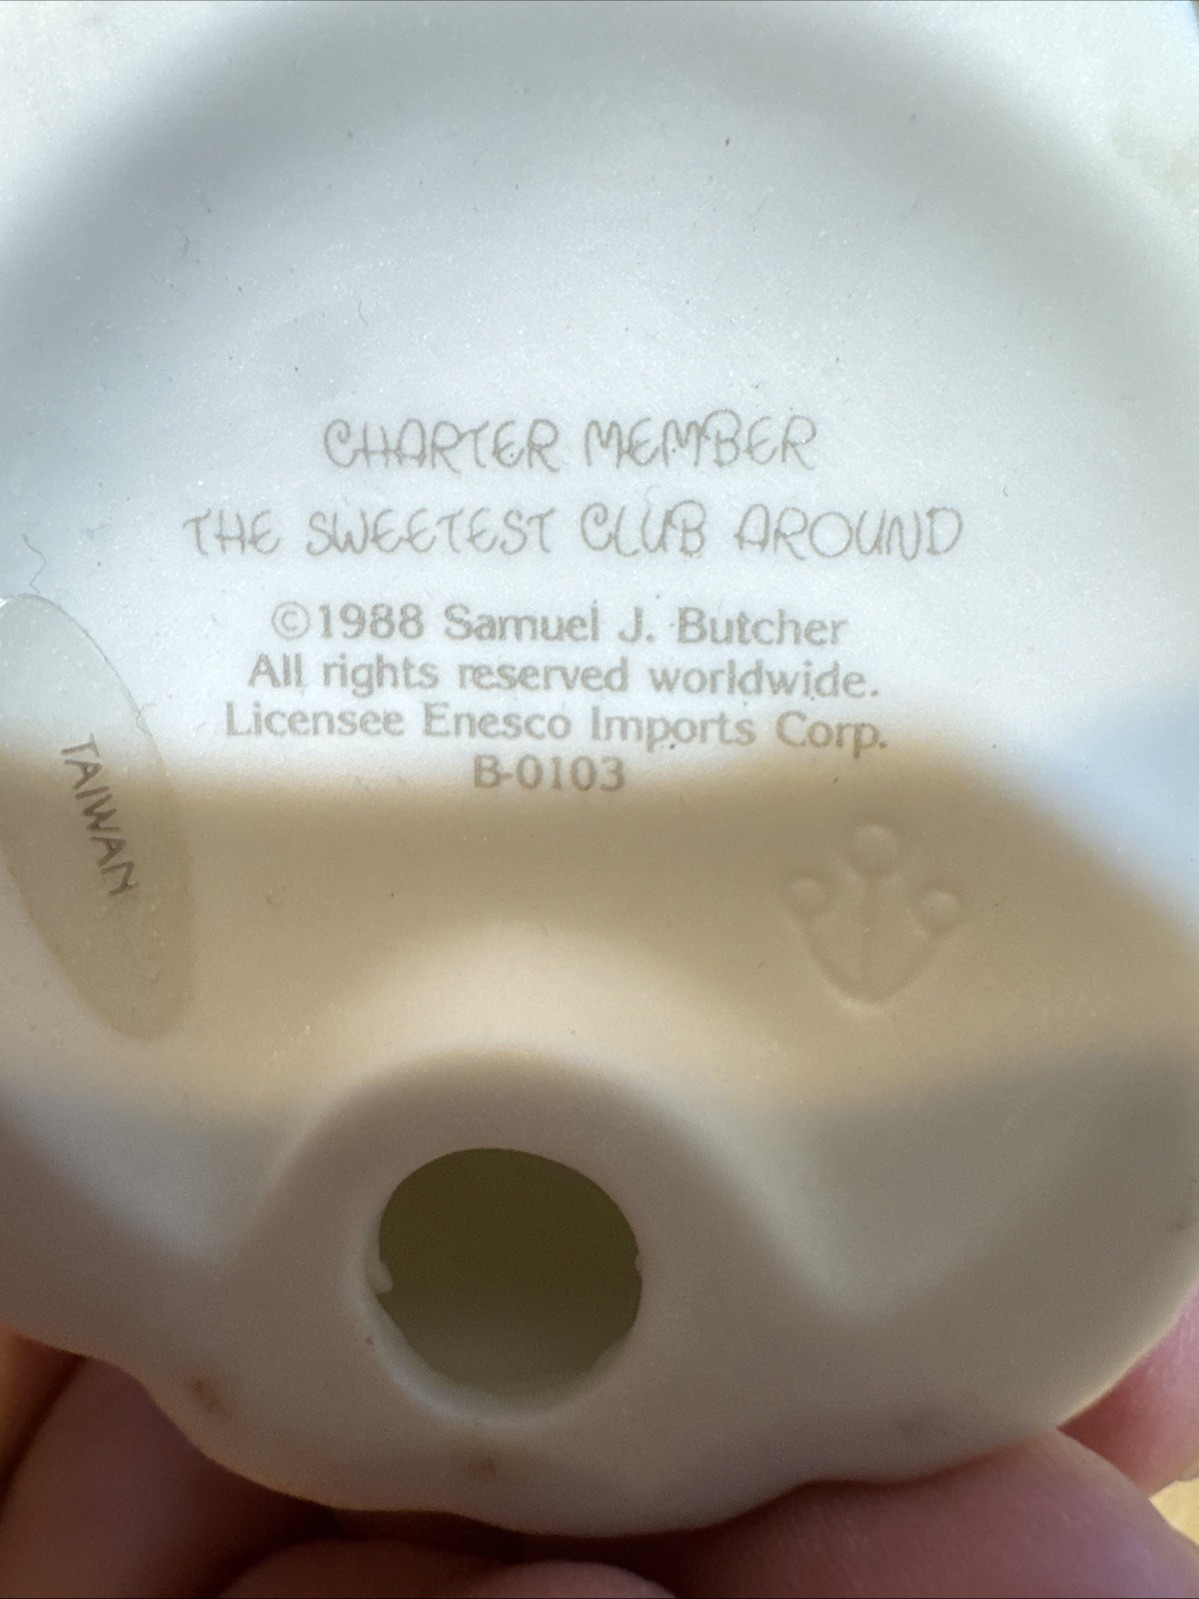 CHARTER MEMBER
THE SWEETEST CLUB AROUND
©1988 Samuel J. Butcher
All rights reserved worldwide.
Licensee Enesco Imports Corp.
B-0103
TAIWAN